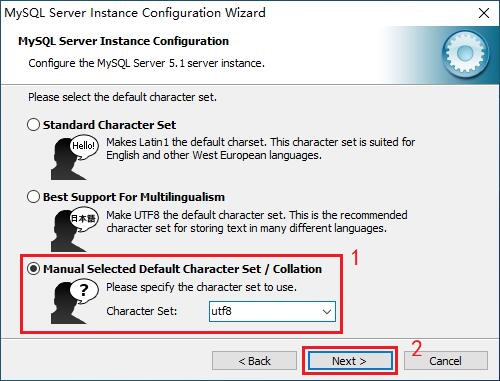 MySQL Server Instance Configuration Wizard
MySQL Server Instance Configuration
Configure the MySQL Server 5.1 server instance.
Please select the default character set.
Standard Character Set
Hello!
Makes Latin1 the default charset. This character set is suited for
English and other West European languages.
Best Support For Multilingualism
日本語
Make UTF8 the default character set. This is the recommended
character set for storing text in many different languages.
Manual Selected Default Character Set / Collation
1
?
Please specify the character set to use.
Character Set: utf8
2
< Back Next > Cancel